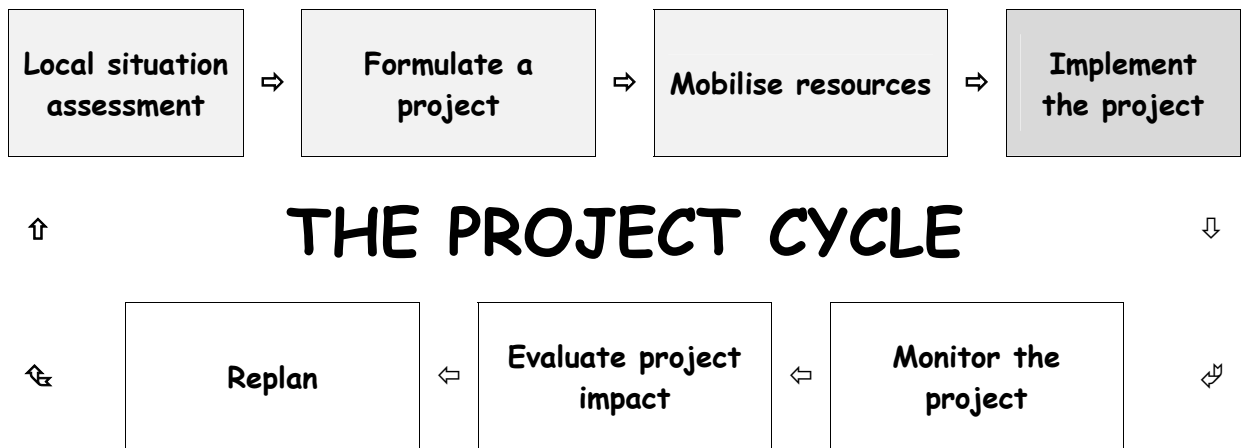 Local situation
assessment
⇨
Formulate a
project
⇨
Mobilise resources
⇨
Implement
the project
⇧
THE PROJECT CYCLE
⇩
Replan
⇦
Evaluate project
impact
⇦
Monitor the
project